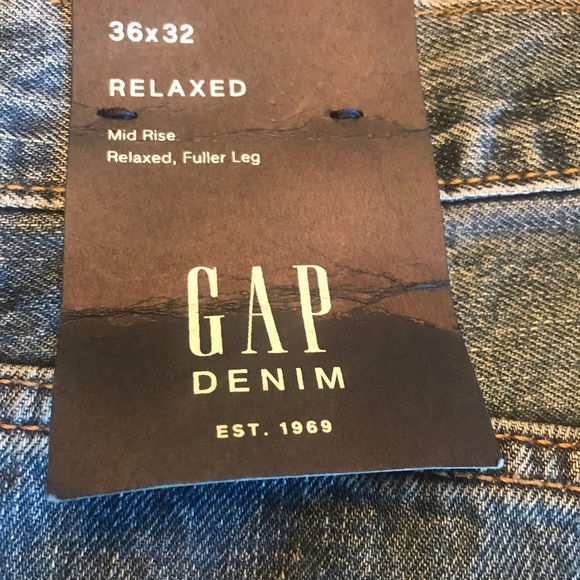 36x32
RELAXED
Mid Rise
Relaxed, Fuller Leg
GAP
DENIM
EST. 1969